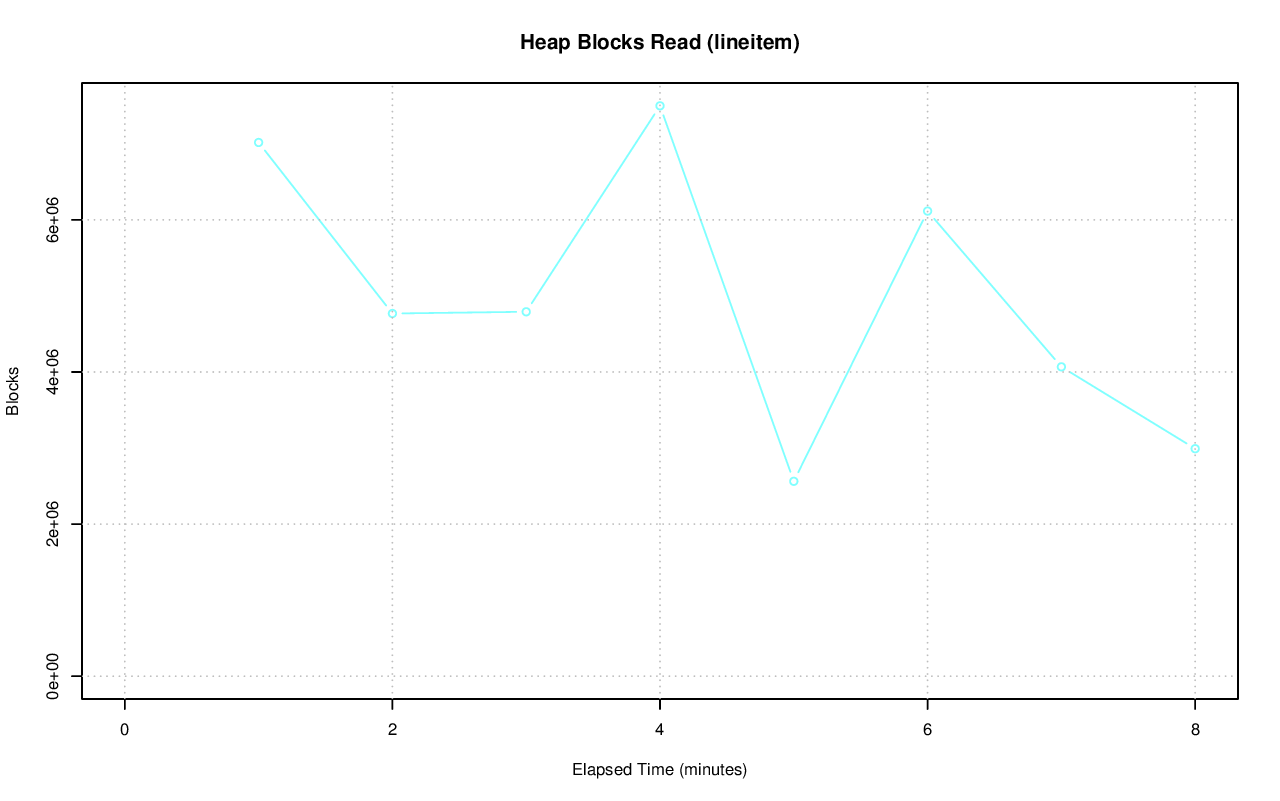 Heap Blocks Read (lineitem)
6e+06
4e+06
2e+06
0e+00
Blocks
0 2 4 6 8
Elapsed Time (minutes)